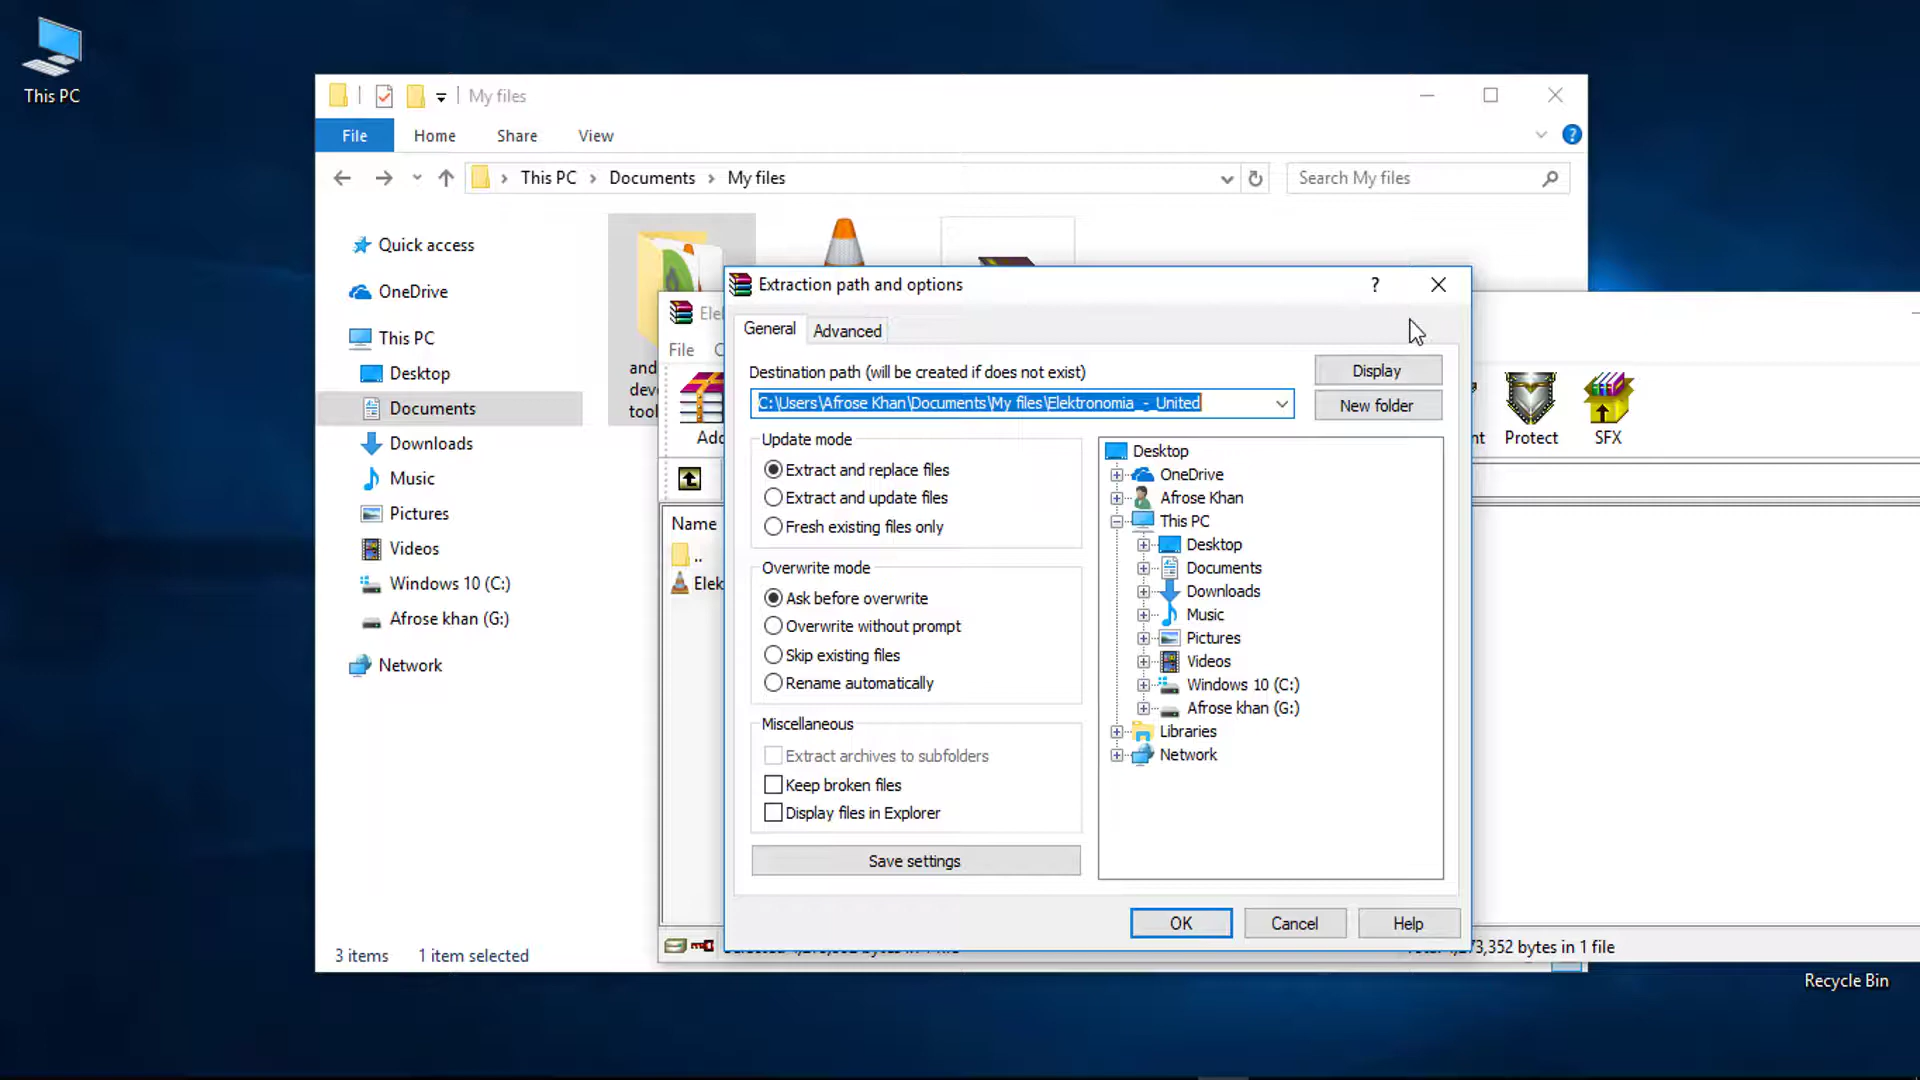 This PC
My files
File Home Share View
This PC Documents My files
Search My files
Quick access
OneDrive
This PC
Desktop
Documents
Downloads
Music
Pictures
Videos
Windows 10 (C:)
Afrose khan (G:)
Network
3 items 1 item selected
and
deve
tool
Ele
File
Add
Name
..
Elek
Extraction path and options
General Advanced
Destination path (will be created if does not exist)
C:\Users\Afrose Khan\Documents\My files\Elektronomia - United
Display
New folder
Update mode
Extract and replace files
Extract and update files
Fresh existing files only
Overwrite mode
Ask before overwrite
Overwrite without prompt
Skip existing files
Rename automatically
Miscellaneous
Extract archives to subfolders
Keep broken files
Display files in Explorer
Save settings
Desktop
OneDrive
Afrose Khan
This PC
Desktop
Documents
Downloads
Music
Pictures
Videos
Windows 10 (C:)
Afrose khan (G:)
Libraries
Network
OK Cancel Help
nt Protect SFX
bytes in 1 file
Recycle Bin